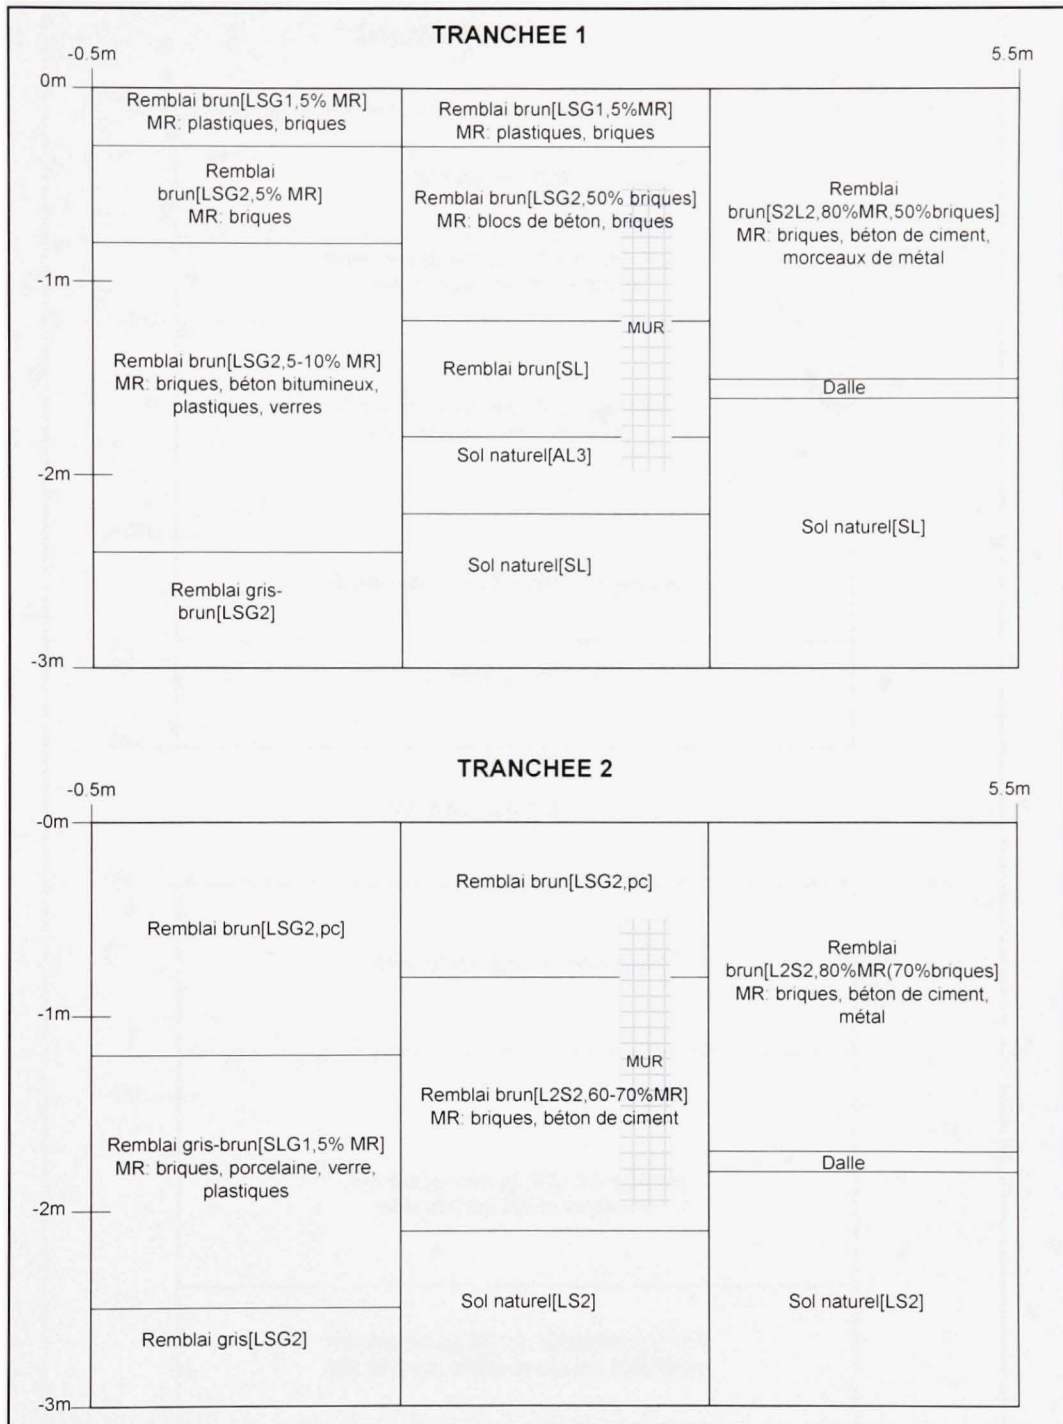 TRANCHEE 1
-0.5m
5.5m
0m
-1m
-2m
-3m
Remblai brun[LSG1,5% MR]
MR: plastiques, briques
Remblai
brun[LSG2,5% MR]
MR: briques
Remblai brun[LSG2,5-10% MR]
MR: briques, béton bitumineux,
plastiques, verres
Remblai gris-
brun[LSG2]
Remblai brun[LSG1,5%MR]
MR: plastiques, briques
Remblai brun[LSG2,50% briques]
MR: blocs de béton, briques
MUR
Remblai brun[SL]
Sol naturel[AL3]
Sol naturel[SL]
Remblai
brun[S2L2,80%MR,50%briques]
MR: briques, béton de ciment,
morceaux de métal
Dalle
Sol naturel[SL]
TRANCHEE 2
-0.5m
5.5m
-0m
-1m
-2m
-3m
Remblai brun[LSG2,pc]
Remblai gris-brun[SLG1,5% MR]
MR: briques, porcelaine, verre,
plastiques
Remblai gris[LSG2]
Remblai brun[LSG2,pc]
MUR
Remblai brun[L2S2,60-70%MR]
MR: briques, béton de ciment
Sol naturel[LS2]
Remblai
brun[L2S2,80%MR(70%briques]
MR: briques, béton de ciment,
métal
Dalle
Sol naturel[LS2]